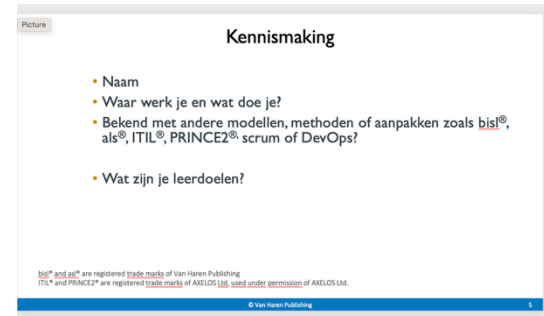 Picture
Kennismaking
• Naam
• Waar werk je en wat doe je?
• Bekend met andere modellen, methoden of aanpakken zoals bisl®,
als®, ITIL®, PRINCE2®, scrum of DevOps?
• Wat zijn je leerdoelen?
bisl® and asl® are registered trade marks of Van Haren Publishing
ITIL® and PRINCE2® are registered trade marks of AXELOS Ltd, used under permission of AXELOS Ltd.
© Van Haren Publishing
5